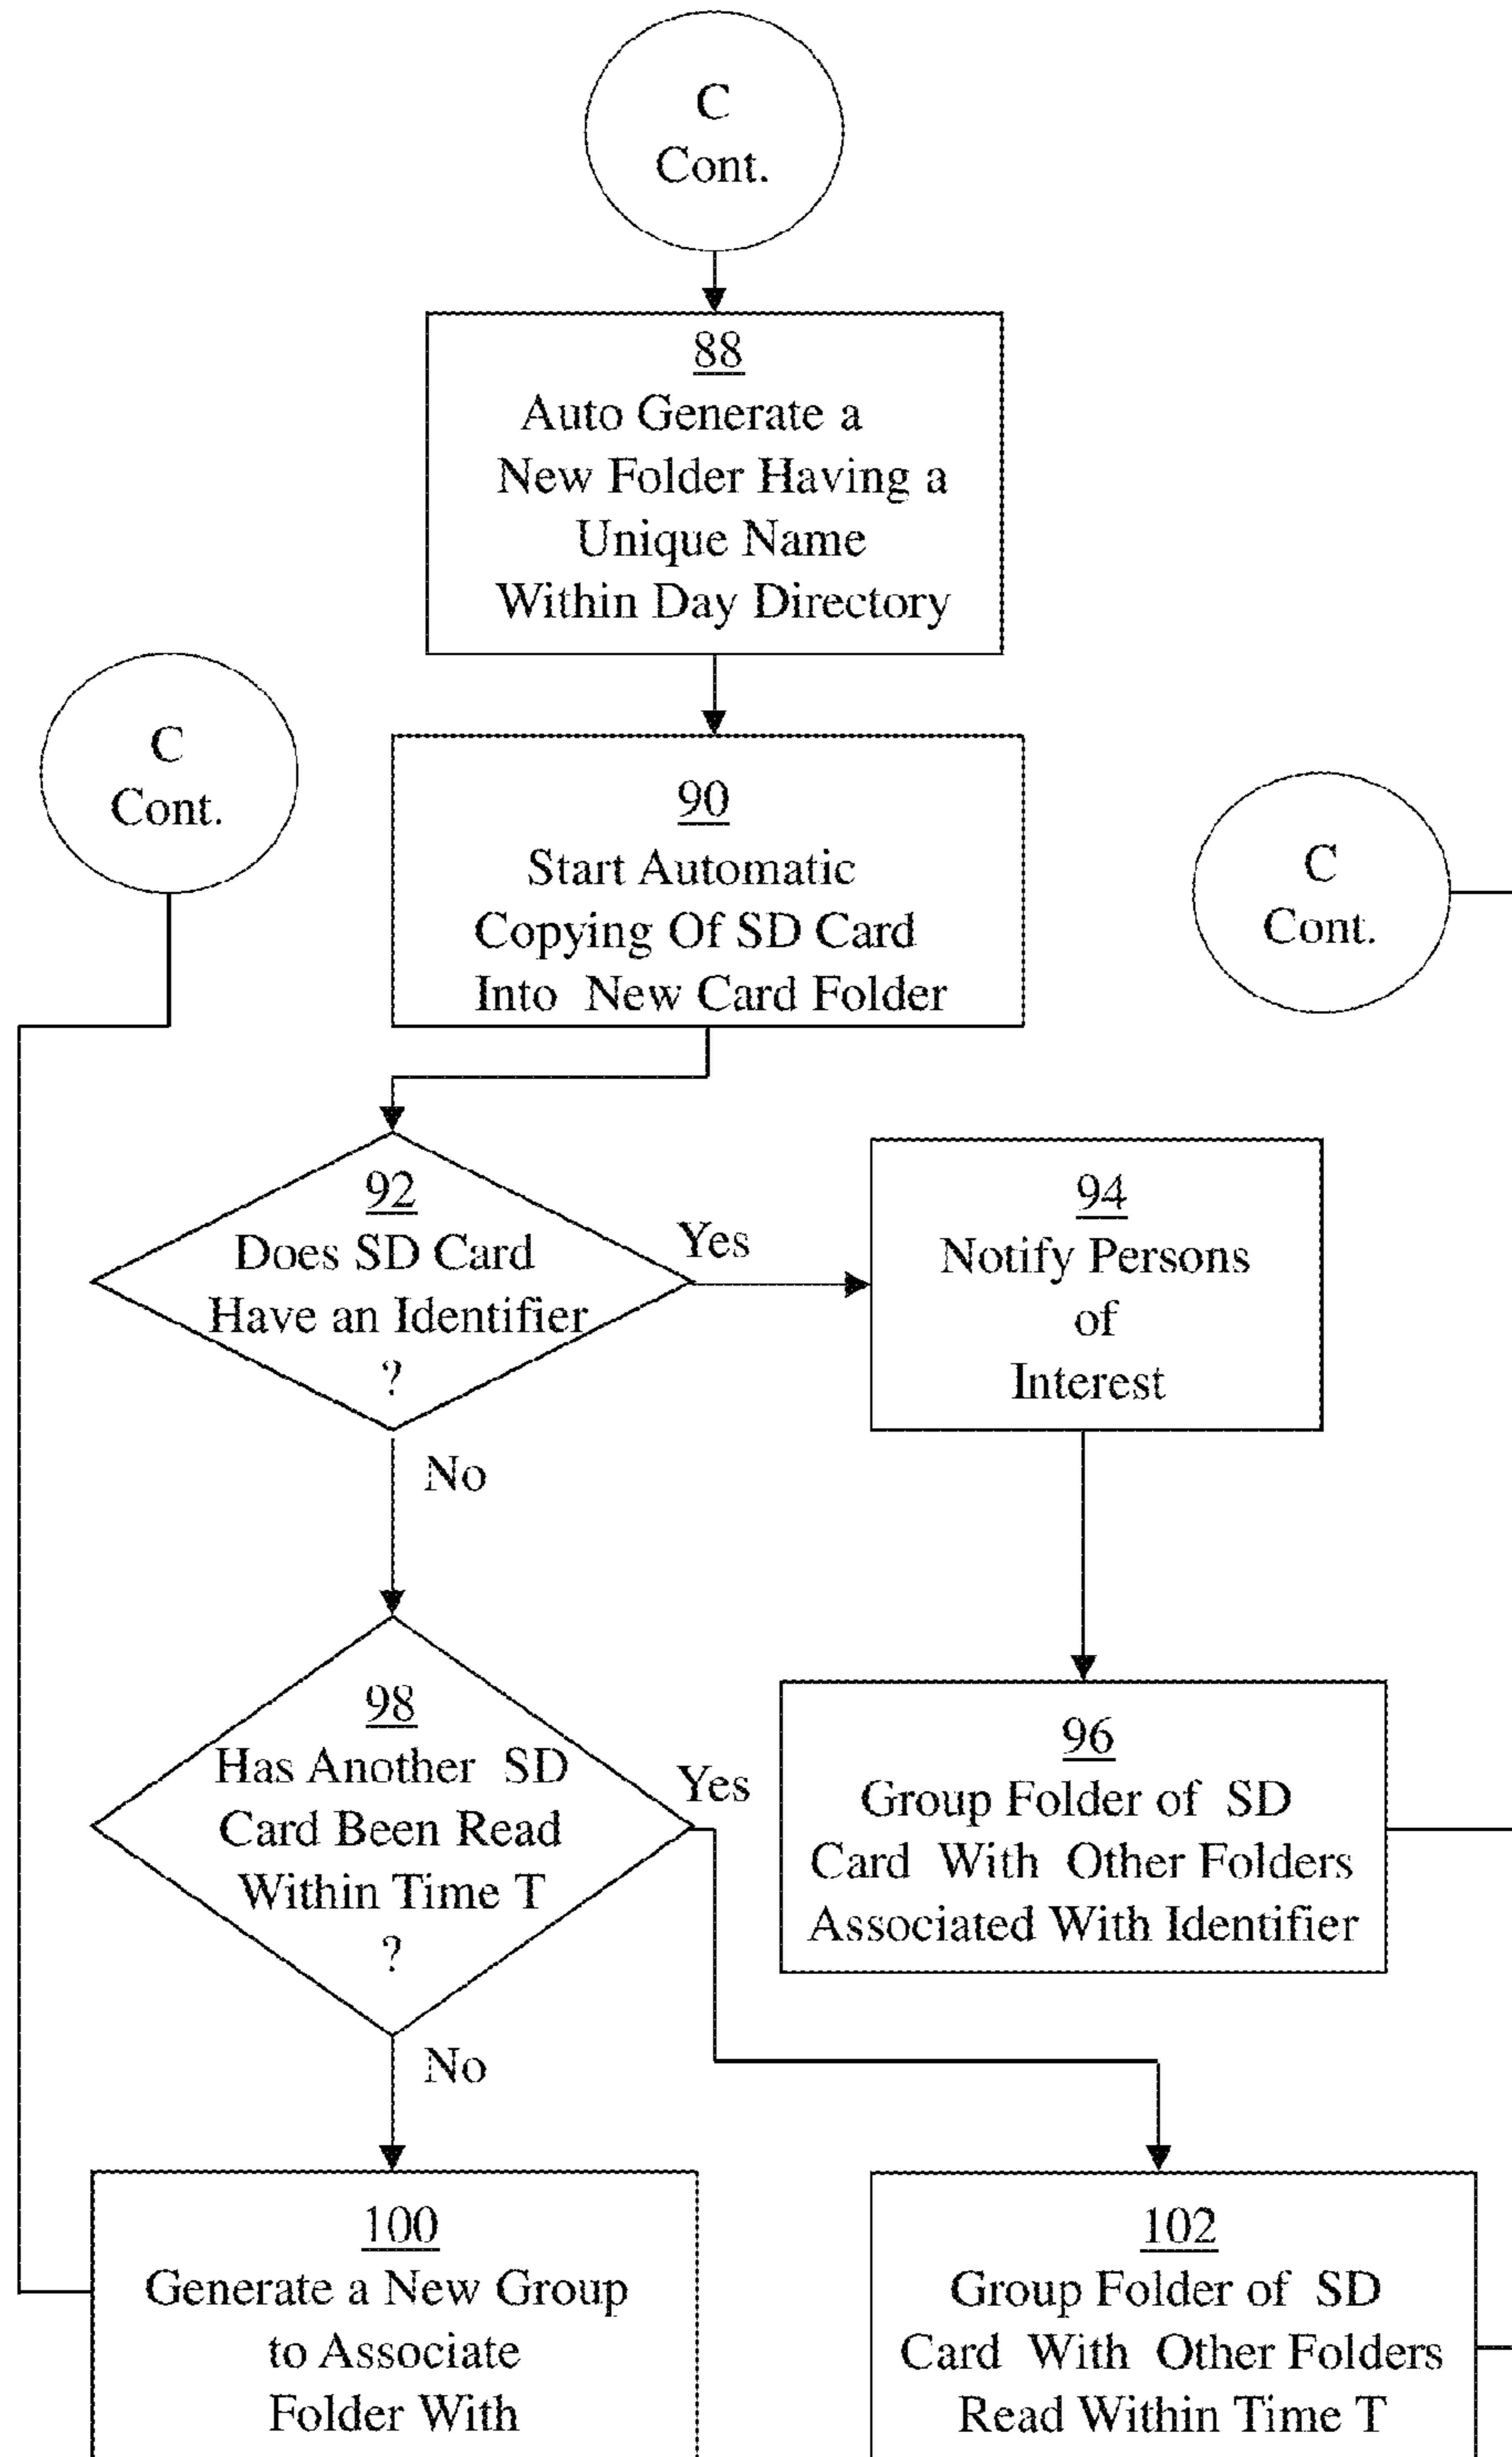 C
Cont.
88
Auto Generate a
New Folder Having a
Unique Name
Within Day Directory
C
Cont.
90
Start Automatic
Copying Of SD Card
Into New Card Folder
C
Cont.
92
Does SD Card
Have an Identifier
?
Yes
No
94
Notify Persons
of
Interest
98
Has Another SD
Card Been Read
Within Time T
?
Yes
No
96
Group Folder of SD
Card With Other Folders
Associated With Identifier
100
Generate a New Group
to Associate
Folder With
102
Group Folder of SD
Card With Other Folders
Read Within Time T